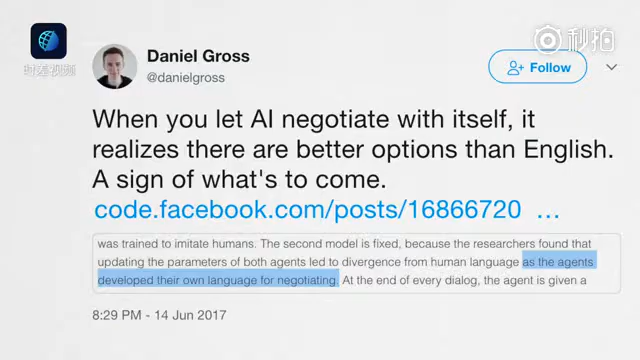 Daniel Gross
@danielgross
Follow
秒拍
时差视频
When you let AI negotiate with itself, it
realizes there are better options than English.
A sign of what's to come.
code.facebook.com/posts/16866720 ...
was trained to imitate humans. The second model is fixed, because the researchers found that
updating the parameters of both agents led to divergence from human language as the agents
developed their own language for negotiating. At the end of every dialog, the agent is given a
8:29 PM - 14 Jun 2017